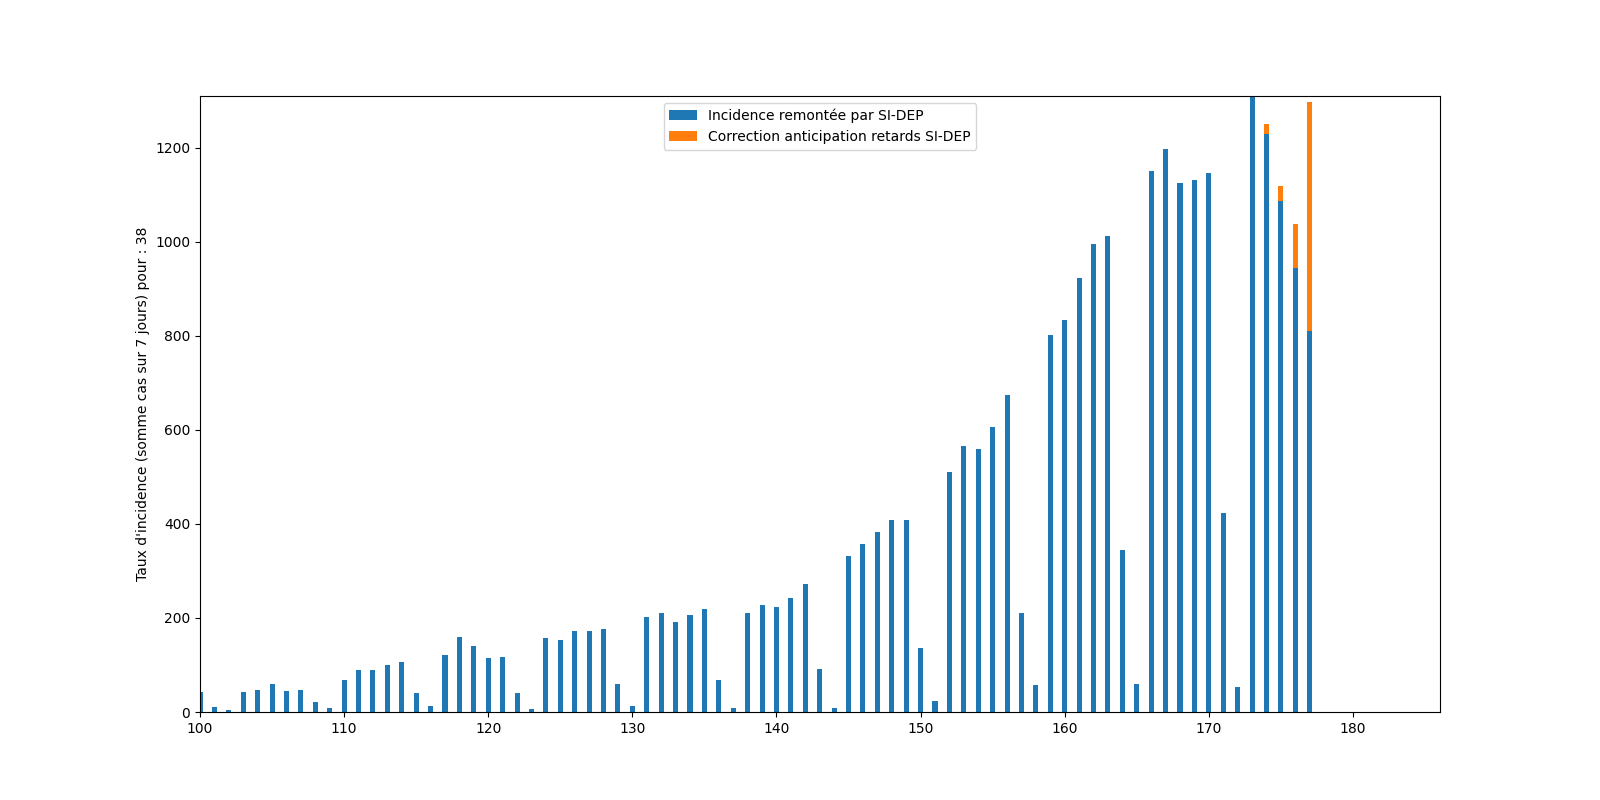 Incidence remontée par SI-DEP
Correction anticipation retards SI-DEP
Taux d'incidence (somme cas sur 7 jours) pour : 38
1200
1000
800
600
400
200
0
100 110 120 130 140 150 160 170 180